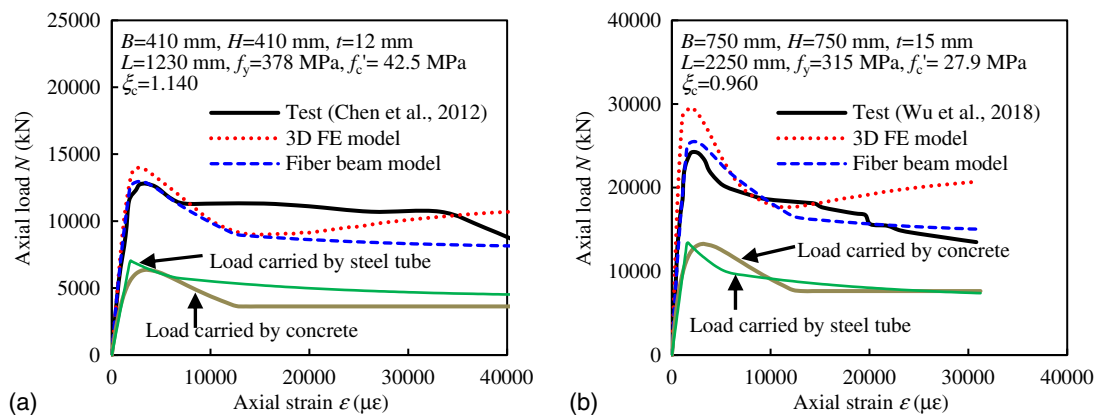 25000
20000
15000
10000
5000
0
Axial load N (kN)
B=410 mm, H=410 mm, t=12 mm
L=1230 mm, fy=378 MPa, fc'= 42.5 MPa
ξc=1.140
Test (Chen et al., 2012)
3D FE model
Fiber beam model
Load carried by steel tube
Load carried by concrete
0 10000 20000 30000 40000
Axial strain ε (με)
(a)
40000
30000
20000
10000
0
Axial load N (kN)
B=750 mm, H=750 mm, t=15 mm
L=2250 mm, fy=315 MPa, fc'= 27.9 MPa
ξc=0.960
Test (Wu et al., 2018)
3D FE model
Fiber beam model
Load carried by concrete
Load carried by steel tube
0 10000 20000 30000 40000
Axial strain ε (με)
(b)